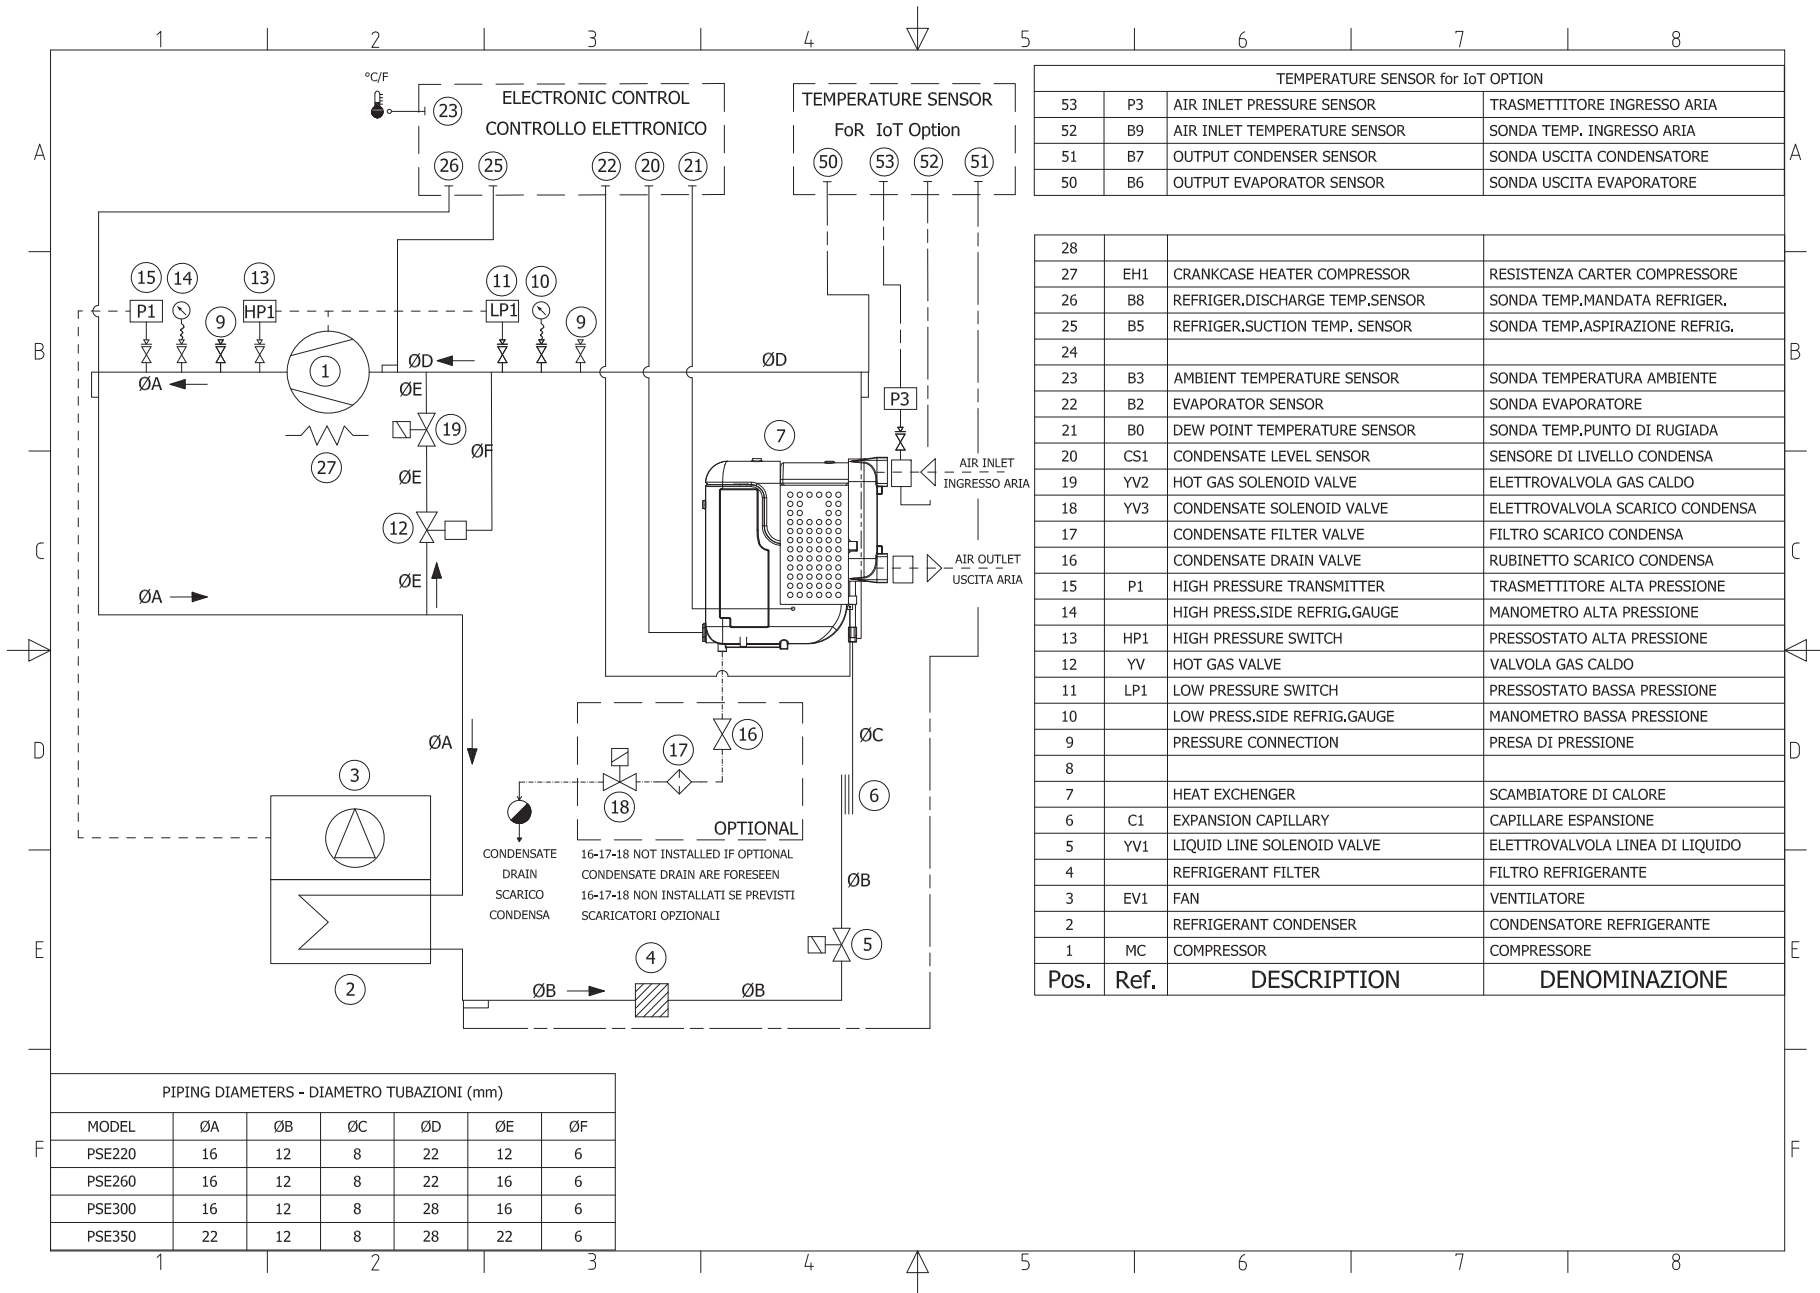 1 2 3 4 5 6 7 8
A
B
C
D
E
F
°C/F
23
ELECTRONIC CONTROL
CONTROLLO ELETTRONICO
26 25 22 20 21
TEMPERATURE SENSOR
FoR IoT Option
50 53 52 51
15 14 13 11 10
P1 9 HP1 LP1 9
1
ØA ØD ØD
ØE
19
27
ØF
ØE
12
ØE
ØA
7
P3
AIR INLET
INGRESSO ARIA
AIR OUTLET
USCITA ARIA
ØA
3
2
16
17
18
OPTIONAL
CONDENSATE
DRAIN
SCARICO
CONDENSA
16-17-18 NOT INSTALLED IF OPTIONAL
CONDENSATE DRAIN ARE FORESEEN
16-17-18 NON INSTALLATI SE PREVISTI
SCARICATORI OPZIONALI
ØC
6
ØB
5
4
ØB ØB
TEMPERATURE SENSOR for IoT OPTION
53 P3 AIR INLET PRESSURE SENSOR TRASMETTITORE INGRESSO ARIA
52 B9 AIR INLET TEMPERATURE SENSOR SONDA TEMP. INGRESSO ARIA
51 B7 OUTPUT CONDENSER SENSOR SONDA USCITA CONDENSATORE
50 B6 OUTPUT EVAPORATOR SENSOR SONDA USCITA EVAPORATORE
28
27 EH1 CRANKCASE HEATER COMPRESSOR RESISTENZA CARTER COMPRESSORE
26 B8 REFRIGER.DISCHARGE TEMP.SENSOR SONDA TEMP.MANDATA REFRIGER.
25 B5 REFRIGER.SUCTION TEMP. SENSOR SONDA TEMP.ASPIRAZIONE REFRIG.
24
23 B3 AMBIENT TEMPERATURE SENSOR SONDA TEMPERATURA AMBIENTE
22 B2 EVAPORATOR SENSOR SONDA EVAPORATORE
21 B0 DEW POINT TEMPERATURE SENSOR SONDA TEMP.PUNTO DI RUGIADA
20 CS1 CONDENSATE LEVEL SENSOR SENSORE DI LIVELLO CONDENSA
19 YV2 HOT GAS SOLENOID VALVE ELETTROVALVOLA GAS CALDO
18 YV3 CONDENSATE SOLENOID VALVE ELETTROVALVOLA SCARICO CONDENSA
17 CONDENSATE FILTER VALVE FILTRO SCARICO CONDENSA
16 CONDENSATE DRAIN VALVE RUBINETTO SCARICO CONDENSA
15 P1 HIGH PRESSURE TRANSMITTER TRASMETTITORE ALTA PRESSIONE
14 HIGH PRESS.SIDE REFRIG.GAUGE MANOMETRO ALTA PRESSIONE
13 HP1 HIGH PRESSURE SWITCH PRESSOSTATO ALTA PRESSIONE
12 YV HOT GAS VALVE VALVOLA GAS CALDO
11 LP1 LOW PRESSURE SWITCH PRESSOSTATO BASSA PRESSIONE
10 LOW PRESS.SIDE REFRIG.GAUGE MANOMETRO BASSA PRESSIONE
9 PRESSURE CONNECTION PRESA DI PRESSIONE
8
7 HEAT EXCHENGER SCAMBIATORE DI CALORE
6 C1 EXPANSION CAPILLARY CAPILLARE ESPANSIONE
5 YV1 LIQUID LINE SOLENOID VALVE ELETTROVALVOLA LINEA DI LIQUIDO
4 REFRIGERANT FILTER FILTRO REFRIGERANTE
3 EV1 FAN VENTILATORE
2 REFRIGERANT CONDENSER CONDENSATORE REFRIGERANTE
1 MC COMPRESSOR COMPRESSORE
Pos. Ref. DESCRIPTION DENOMINAZIONE
A
B
C
D
E
F
PIPING DIAMETERS - DIAMETRO TUBAZIONI (mm)
MODEL ØA ØB ØC ØD ØE ØF
PSE220 16 12 8 22 12 6
PSE260 16 12 8 22 16 6
PSE300 16 12 8 28 16 6
PSE350 22 12 8 28 22 6
1 2 3 4 5 6 7 8